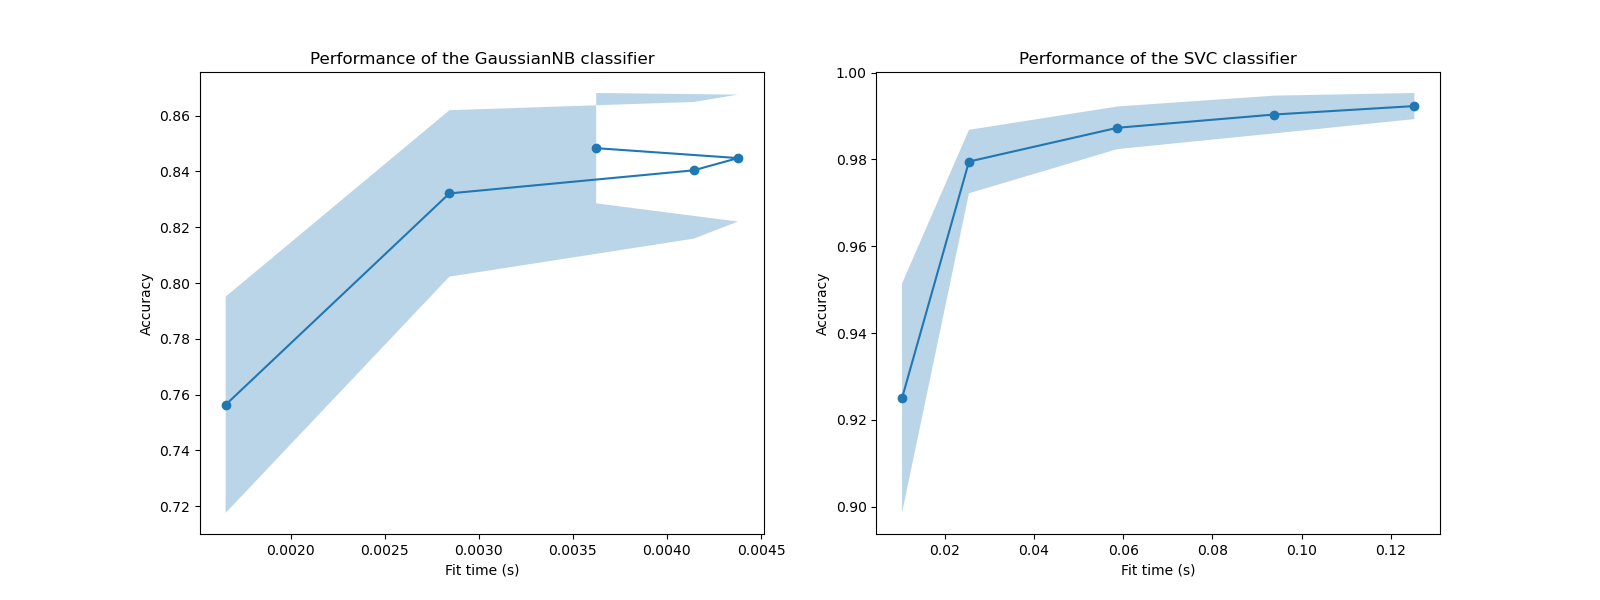 Performance of the GaussianNB classifier
Accuracy
0.86
0.84
0.82
0.80
0.78
0.76
0.74
0.72
0.0020 0.0025 0.0030 0.0035 0.0040 0.0045
Fit time (s)
Performance of the SVC classifier
Accuracy
1.00
0.98
0.96
0.94
0.92
0.90
0.02 0.04 0.06 0.08 0.10 0.12
Fit time (s)